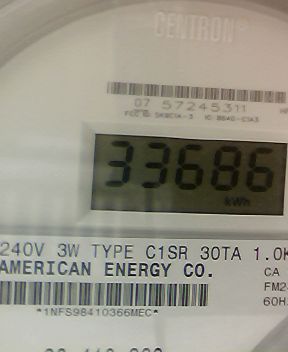 CENTRON
07 57245311
33686
kWh
240V 3W TYPE C1SR 30TA 1.0K
AMERICAN ENERGY CO.
CA
FM2
60H
*1NFS98410366MEC*